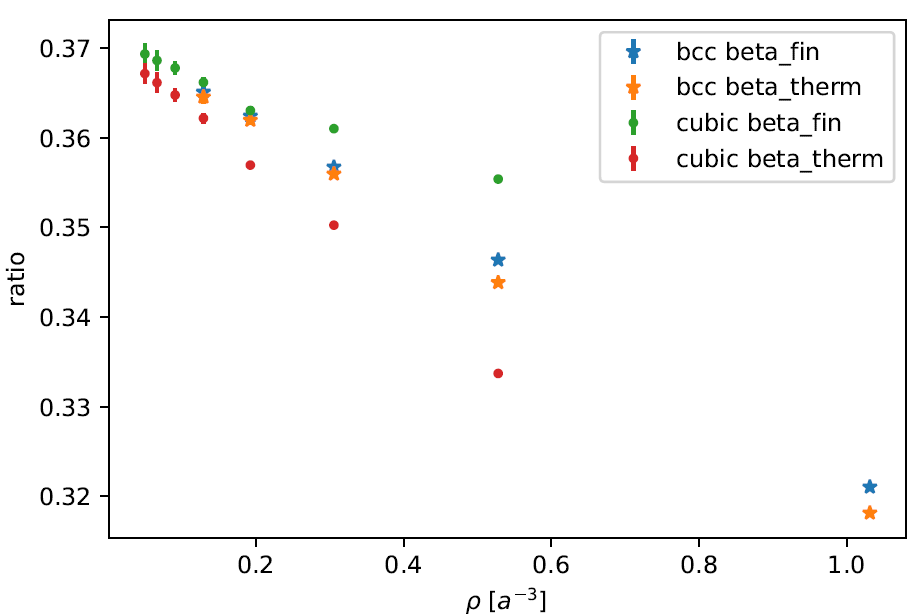 0.37
0.36
0.35
0.34
0.33
0.32
ratio
bcc beta_fin
bcc beta_therm
cubic beta_fin
cubic beta_therm
0.2 0.4 0.6 0.8 1.0
ρ [a⁻³]